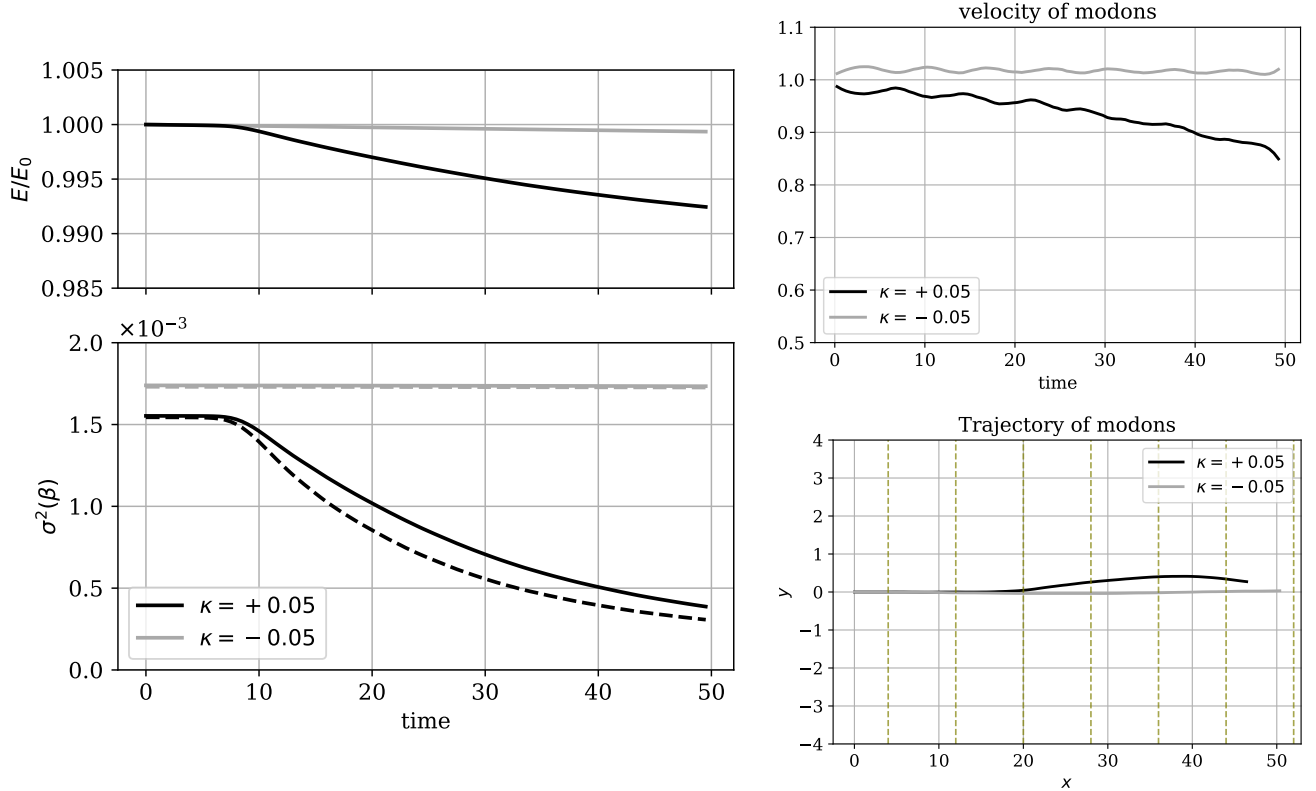 1.005
1.000
0.995
0.990
0.985
E/E₀
×10⁻³
2.0
1.5
1.0
0.5
0.0
σ²(β)
κ = + 0.05
κ = − 0.05
0 10 20 30 40 50
time
velocity of modons
1.1
1.0
0.9
0.8
0.7
0.6
0.5
κ = + 0.05
κ = − 0.05
0 10 20 30 40 50
time
Trajectory of modons
4
3
2
1
0
−1
−2
−3
−4
y
κ = + 0.05
κ = − 0.05
0 10 20 30 40 50
x